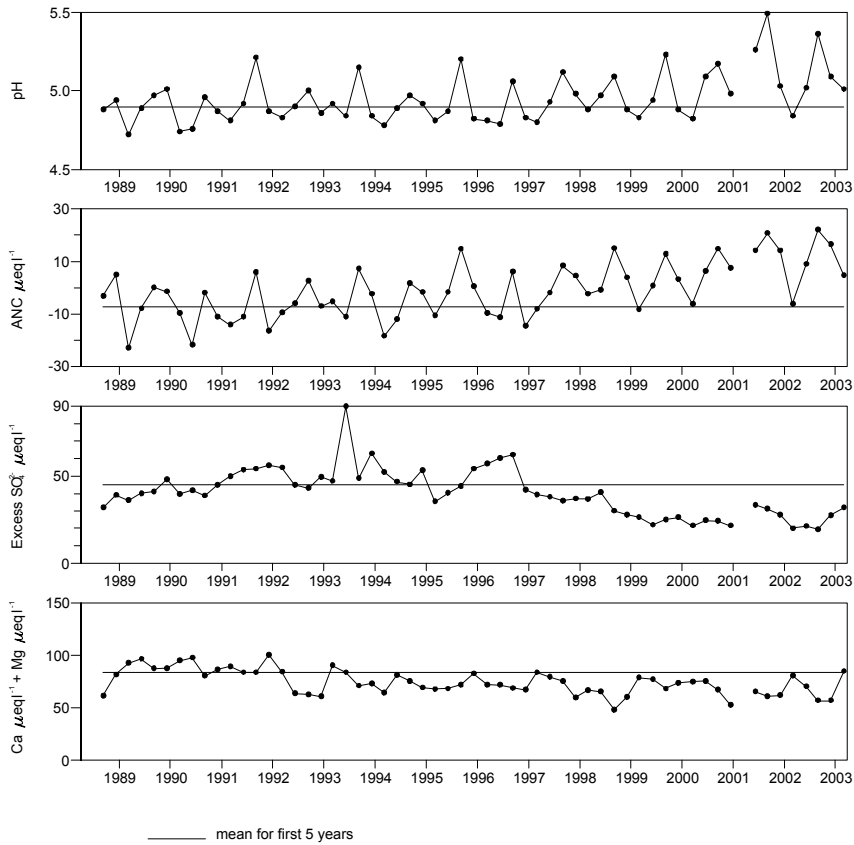 pH
5.5
5.0
4.5
1989 1990 1991 1992 1993 1994 1995 1996 1997 1998 1999 2000 2001 2002 2003
ANC μeq l⁻¹
30
10
-10
-30
1989 1990 1991 1992 1993 1994 1995 1996 1997 1998 1999 2000 2001 2002 2003
Excess SO₄²⁻ μeq l⁻¹
90
50
0
1989 1990 1991 1992 1993 1994 1995 1996 1997 1998 1999 2000 2001 2002 2003
Ca μeq l⁻¹ + Mg μeq l⁻¹
150
100
50
0
1989 1990 1991 1992 1993 1994 1995 1996 1997 1998 1999 2000 2001 2002 2003
mean for first 5 years